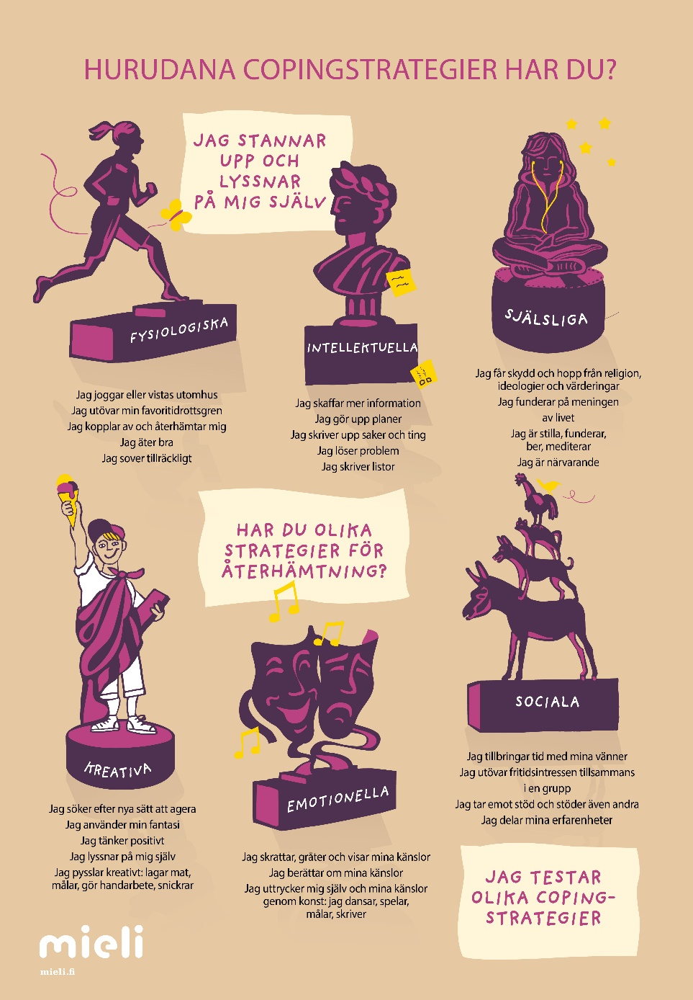 HURUDANA COPINGSTRATEGIER HAR DU?
JAG STANNAR
UPP OCH
LYSSNAR
PÅ MIG SJÄLV
FYSIOLOGISKA
Jag joggar eller vistas utomhus
Jag utövar min favoritidrottsgren
Jag kopplar av och återhämtar mig
Jag äter bra
Jag sover tillräckligt
INTELLEKTUELLA
Jag skaffar mer information
Jag gör upp planer
Jag skriver upp saker och ting
Jag löser problem
Jag skriver listor
SJÄLSLIGA
Jag får skydd och hopp från religion,
ideologier och värderingar
Jag funderar på meningen
av livet
Jag är stilla, funderar,
ber, mediterar
Jag är närvarande
HAR DU OLIKA
STRATEGIER FÖR
ÅTERHÄMTNING?
KREATIVA
Jag söker efter nya sätt att agera
Jag använder min fantasi
Jag tänker positivt
Jag lyssnar på mig själv
Jag pysslar kreativt: lagar mat,
målar, gör handarbete, snickrar
EMOTIONELLA
Jag skrattar, gråter och visar mina känslor
Jag berättar om mina känslor
Jag uttrycker mig själv och mina känslor
genom konst: jag dansar, spelar,
målar, skriver
SOCIALA
Jag tillbringar tid med mina vänner
Jag utövar fritidsintressen tillsammans
i en grupp
Jag tar emot stöd och stöder även andra
Jag delar mina erfarenheter
JAG TESTAR
OLIKA COPING-
STRATEGIER
mieli
mieli.fi